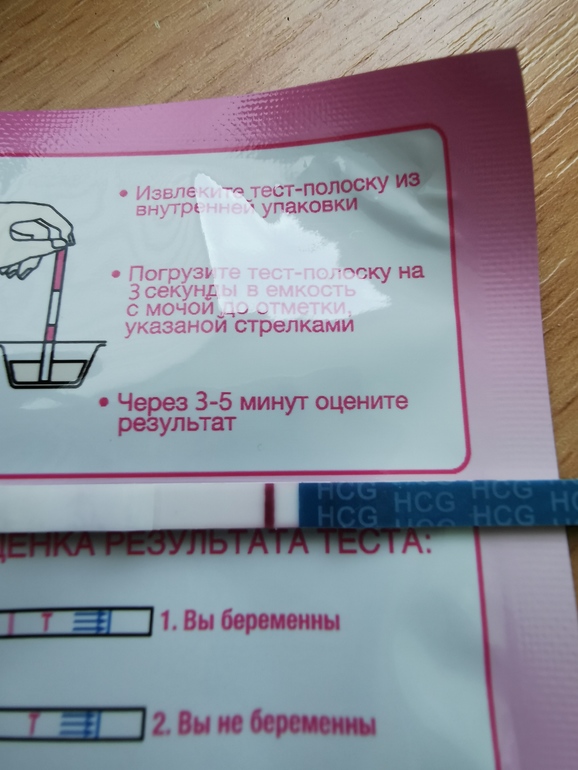 • Извлеките тест-полоску из
внутренней упаковки
• Погрузите тест-полоску на
3 секунды в емкость
с мочой до отметки,
указаной стрелками
• Через 3-5 минут оцените
результат
HCG HCG HCG HCG
HCG HCG HCG HCG
ЦЕНКА РЕЗУЛЬТАТА ТЕСТА:
T 1. Вы беременны
T 2. Вы не беременны